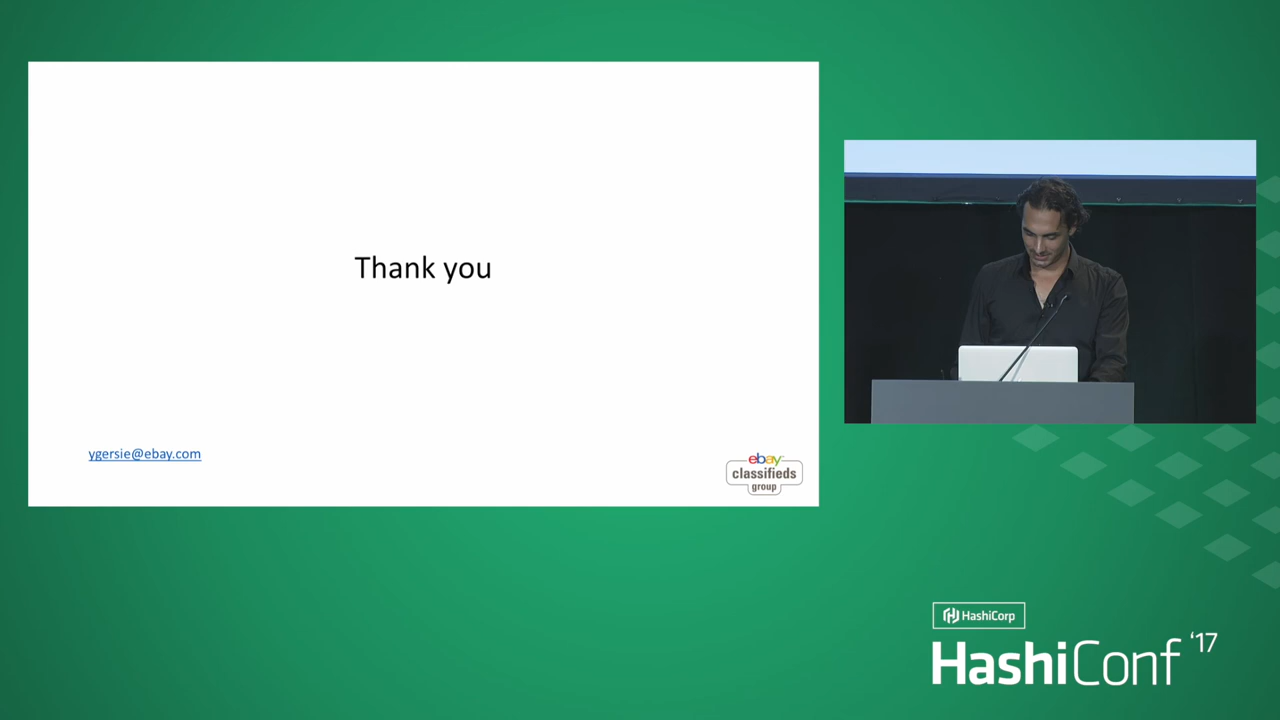 Thank you
ygersie@ebay.com
ebay
classifieds
group
HashiCorp
HashiConf '17